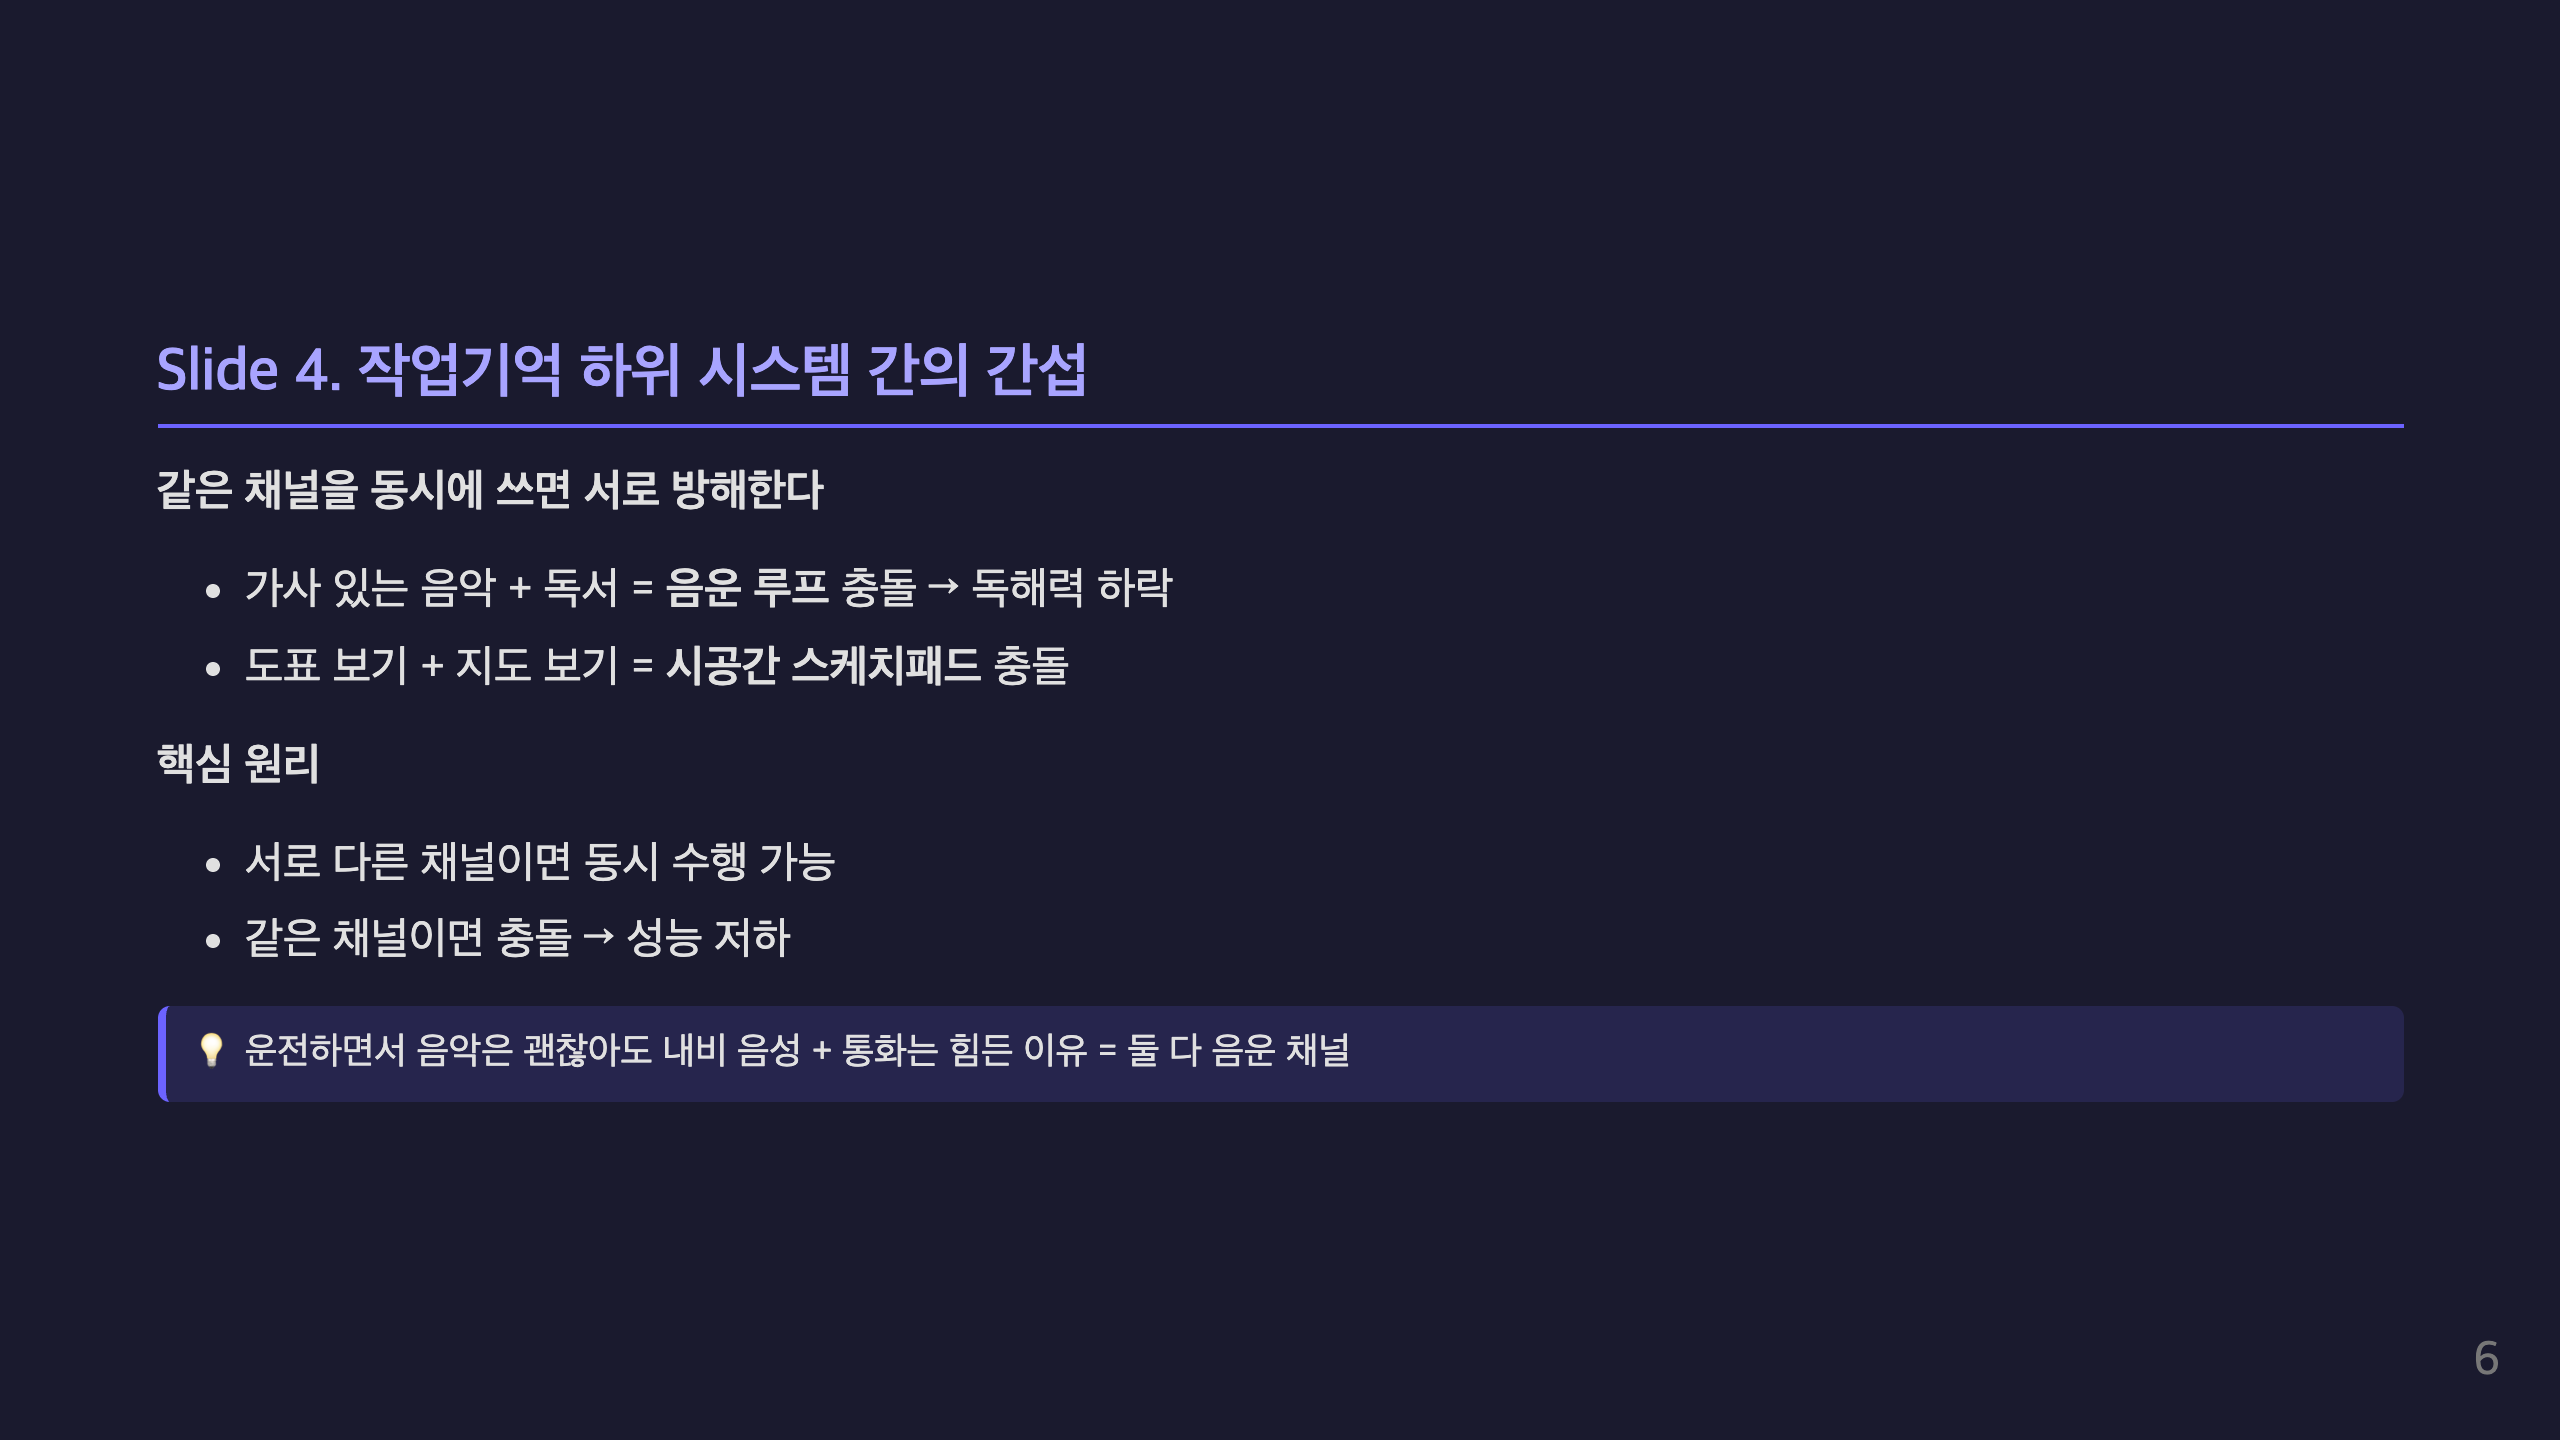 Slide 4. 작업기억 하위 시스템 간의 간섭
같은 채널을 동시에 쓰면 서로 방해한다
• 가사 있는 음악 + 독서 = 음운 루프 충돌 → 독해력 하락
• 도표 보기 + 지도 보기 = 시공간 스케치패드 충돌
핵심 원리
• 서로 다른 채널이면 동시 수행 가능
• 같은 채널이면 충돌 → 성능 저하
💡 운전하면서 음악은 괜찮아도 내비 음성 + 통화는 힘든 이유 = 둘 다 음운 채널
6